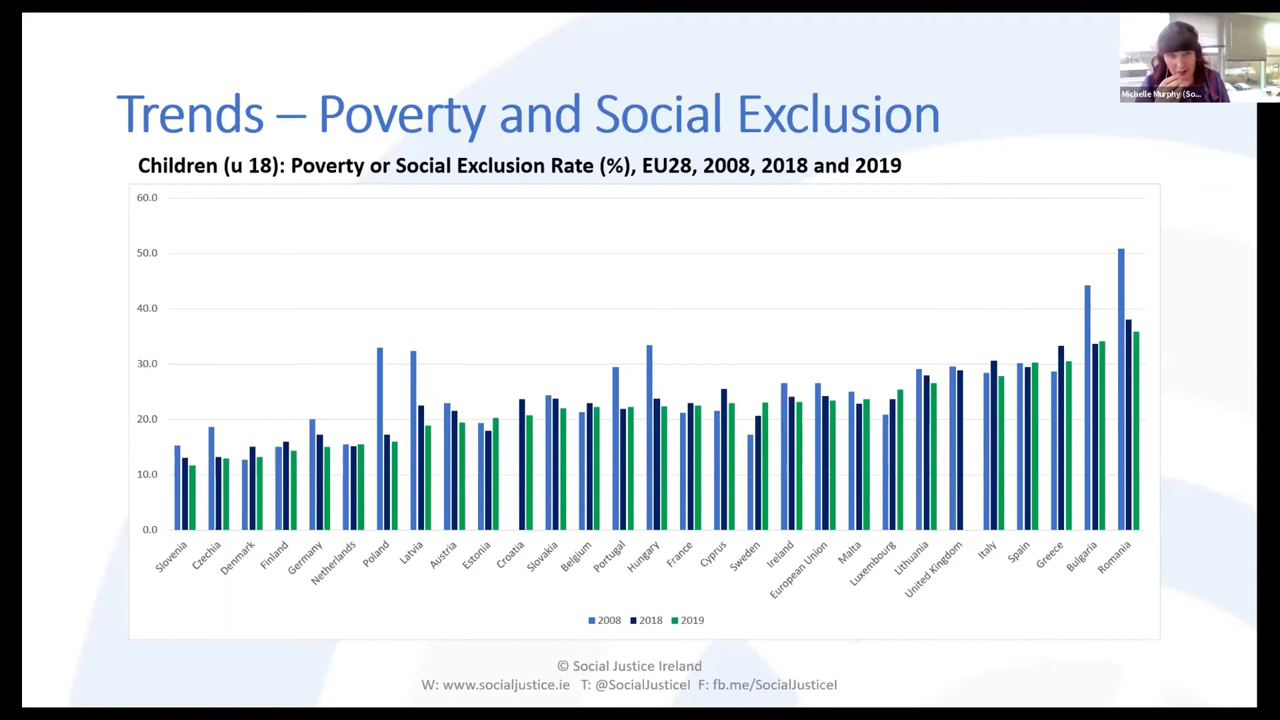 Michelle Murphy (So...
Trends – Poverty and Social Exclusion
Children (u 18): Poverty or Social Exclusion Rate (%), EU28, 2008, 2018 and 2019
60.0
50.0
40.0
30.0
20.0
10.0
0.0
Slovenia
Czechia
Denmark
Finland
Germany
Netherlands
Poland
Latvia
Austria
Estonia
Croatia
Slovakia
Belgium
Portugal
Hungary
France
Cyprus
Sweden
Ireland
European Union
Malta
Luxembourg
Lithuania
United Kingdom
Italy
Spain
Greece
Bulgaria
Romania
2008 2018 2019
© Social Justice Ireland
W: www.socialjustice.ie T: @SocialJusticeI F: fb.me/SocialJusticeI